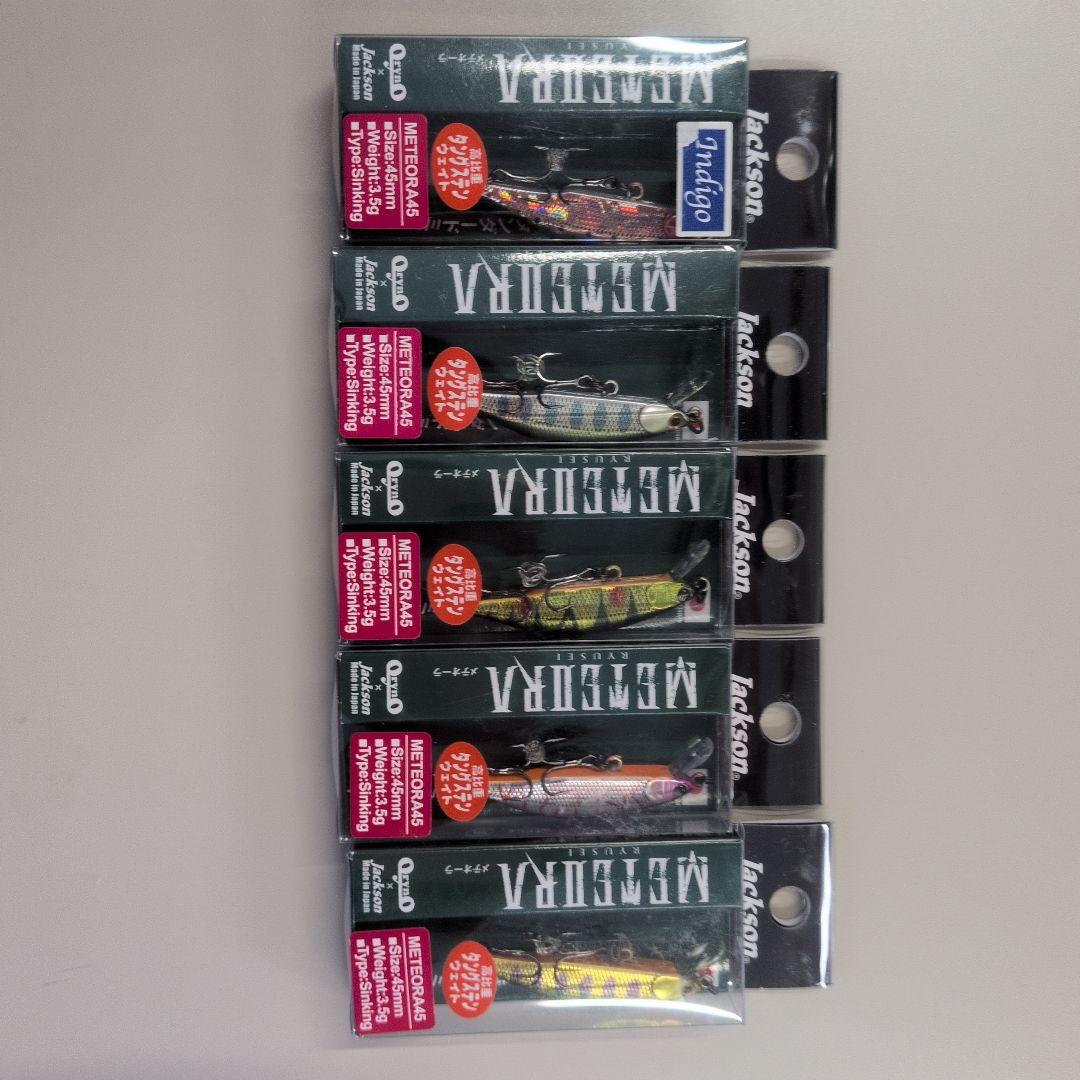 Jackson
METEORA
RYUSEI
メテオーラ
OrynO
×
Jackson
Made in Japan
Indigo
高比重
タングステン
ウェイト
METEORA45
■Size:45mm
■Weight:3.5g
■Type:Sinking
Jackson
METEORA
OrynO
×
Jackson
Made in Japan
高比重
タングステン
ウェイト
METEORA45
■Size:45mm
■Weight:3.5g
■Type:Sinking
Jackson®
METEORA
RYUSEI
メテオーラ
OrynO
×
Jackson
Made in Japan
高比重
タングステン
ウェイト
METEORA45
■Size:45mm
■Weight:3.5g
■Type:Sinking
Jackson®
METEORA
RYUSEI
メテオーラ
OrynO
×
Jackson
Made in Japan
高比重
タングステン
ウェイト
METEORA45
■Size:45mm
■Weight:3.5g
■Type:Sinking
Jackson®
METEORA
RYUSEI
メテオーラ
OrynO
×
Jackson
Made in Japan
高比重
タングステン
ウェイト
METEORA45
■Size:45mm
■Weight:3.5g
■Type:Sinking